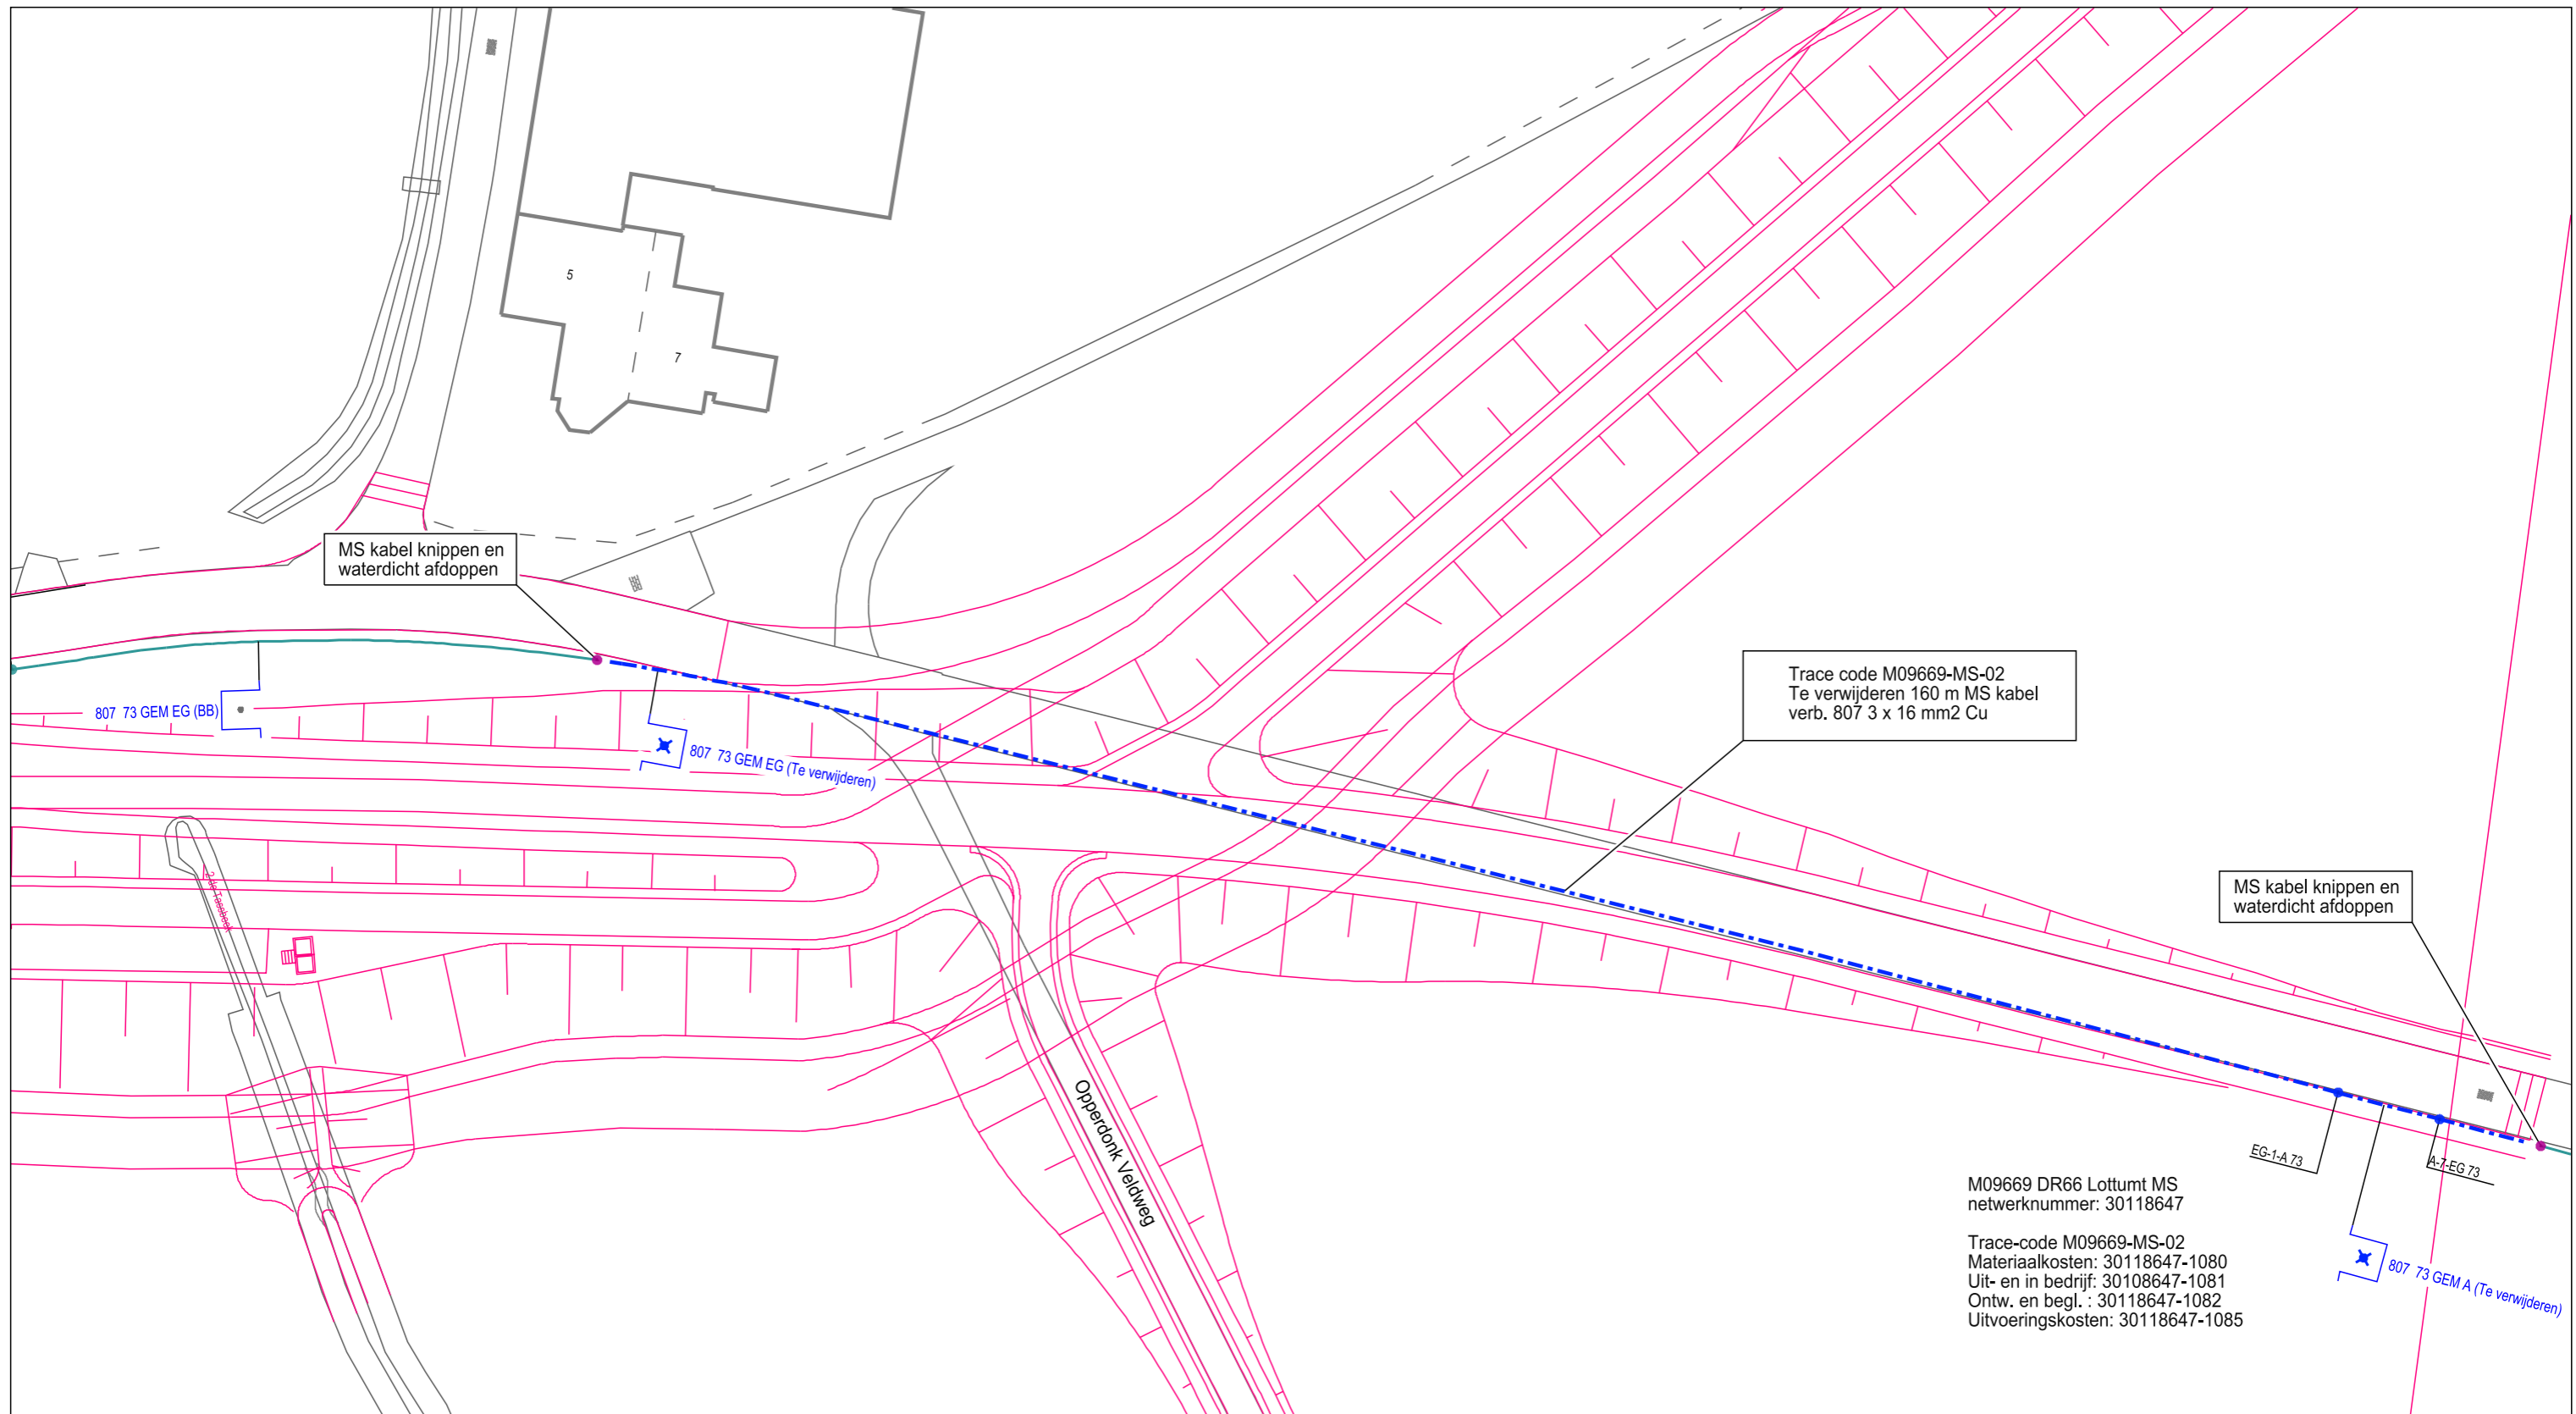 5
7
MS kabel knippen en
waterdicht afdoppen
807 73 GEM EG (BB)
807 73 GEM EG (Te verwijderen)
Trace code M09669-MS-02
Te verwijderen 160 m MS kabel
verb. 807 3 x 16 mm2 Cu
MS kabel knippen en
waterdicht afdoppen
Opperdonk Veldweg
EG-1-A 73
A-7-EG 73
807 73 GEM A (Te verwijderen)
M09669 DR66 Lottumt MS
netwerknummer: 30118647
Trace-code M09669-MS-02
Materiaalkosten: 30118647-1080
Uit- en in bedrijf: 30108647-1081
Ontw. en begl. : 30118647-1082
Uitvoeringskosten: 30118647-1085